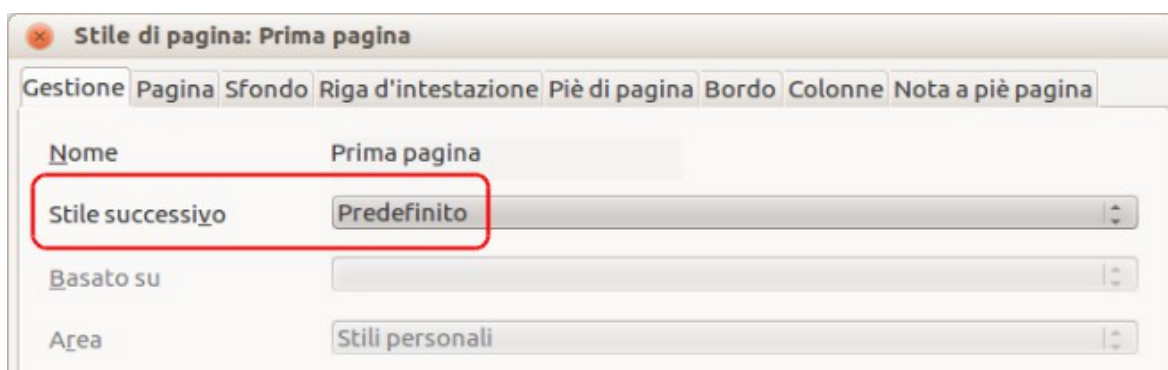 Stile di pagina: Prima pagina
Gestione Pagina Sfondo Riga d'intestazione Piè di pagina Bordo Colonne Nota a piè pagina
Nome Prima pagina
Stile successivo Predefinito
Basato su
Area Stili personali